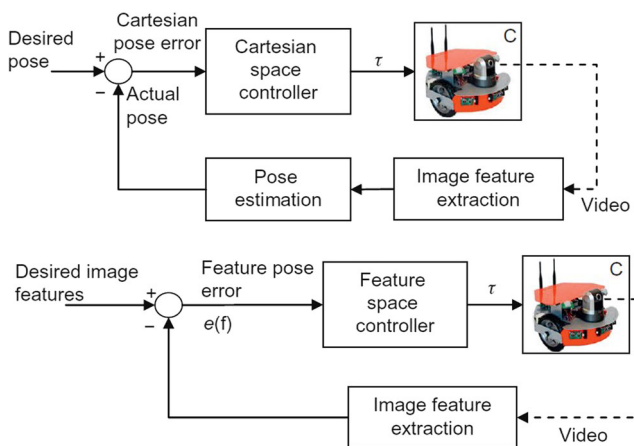 Desired
pose
+
−
Cartesian
pose error
Actual
pose
Cartesian
space
controller
τ
C
Pose
estimation
Image feature
extraction
Video
Desired image
features
+
−
Feature pose
error
e(f)
Feature
space
controller
τ
C
Image feature
extraction
Video